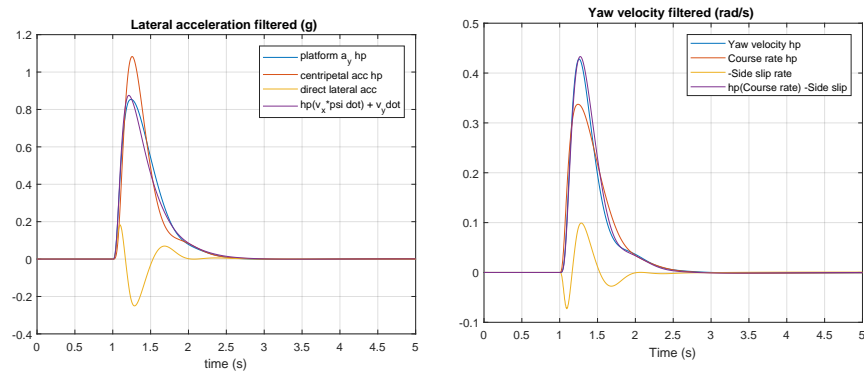 Lateral acceleration filtered (g)
1.2
1
0.8
0.6
0.4
0.2
0
-0.2
-0.4
0 0.5 1 1.5 2 2.5 3 3.5 4 4.5 5
time (s)
platform a_y hp
centripetal acc hp
direct lateral acc
hp(v_x*psi dot) + v_ydot
Yaw velocity filtered (rad/s)
0.5
0.4
0.3
0.2
0.1
0
-0.1
0 0.5 1 1.5 2 2.5 3 3.5 4 4.5 5
Time (s)
Yaw velocity hp
Course rate hp
-Side slip rate
hp(Course rate) -Side slip